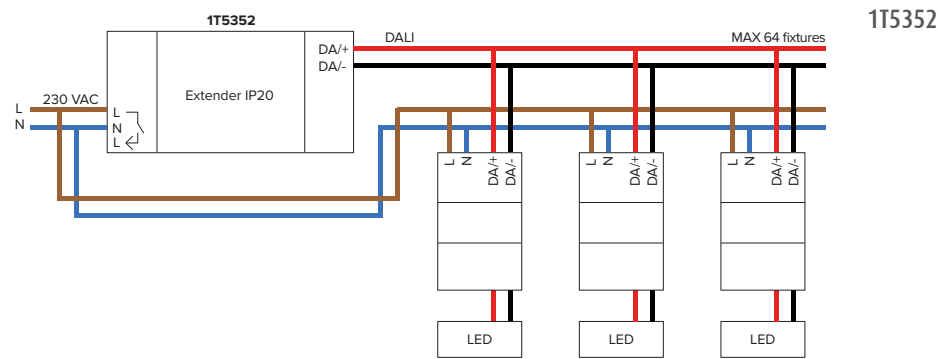 1T5352
1T5352
DALI
MAX 64 fixtures
DA/+
DA/-
Extender IP20
230 VAC
L
N
L
N
L
L N DA/+ DA/-
L N DA/+ DA/-
L N DA/+ DA/-
LED
LED
LED